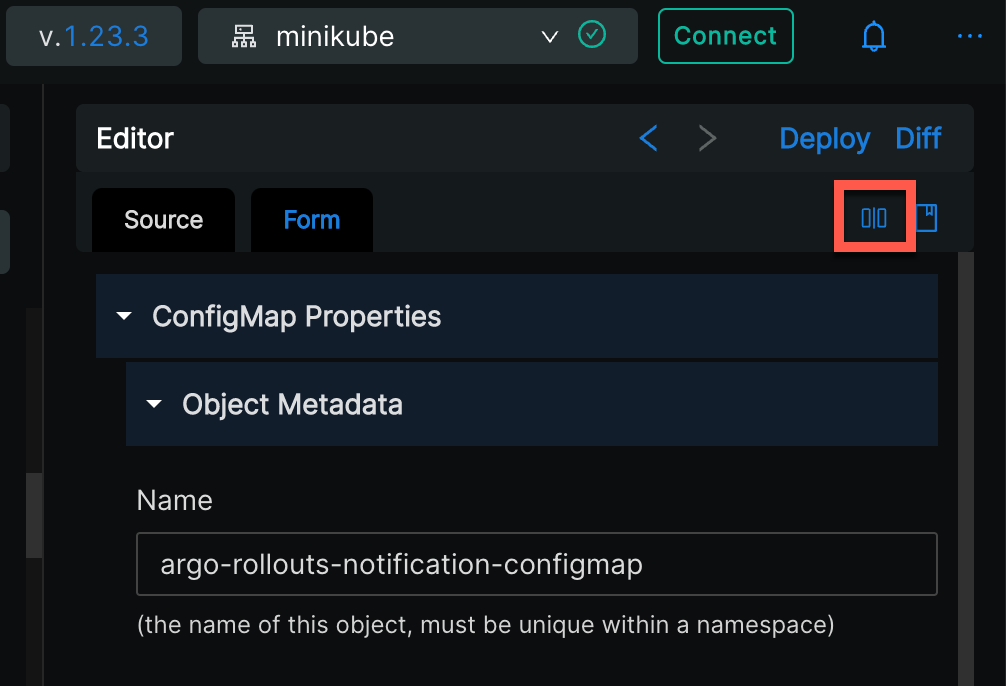 v.1.23.3 minikube Connect
Editor Deploy Diff
Source Form
ConfigMap Properties
Object Metadata
Name
argo-rollouts-notification-configmap
(the name of this object, must be unique within a namespace)